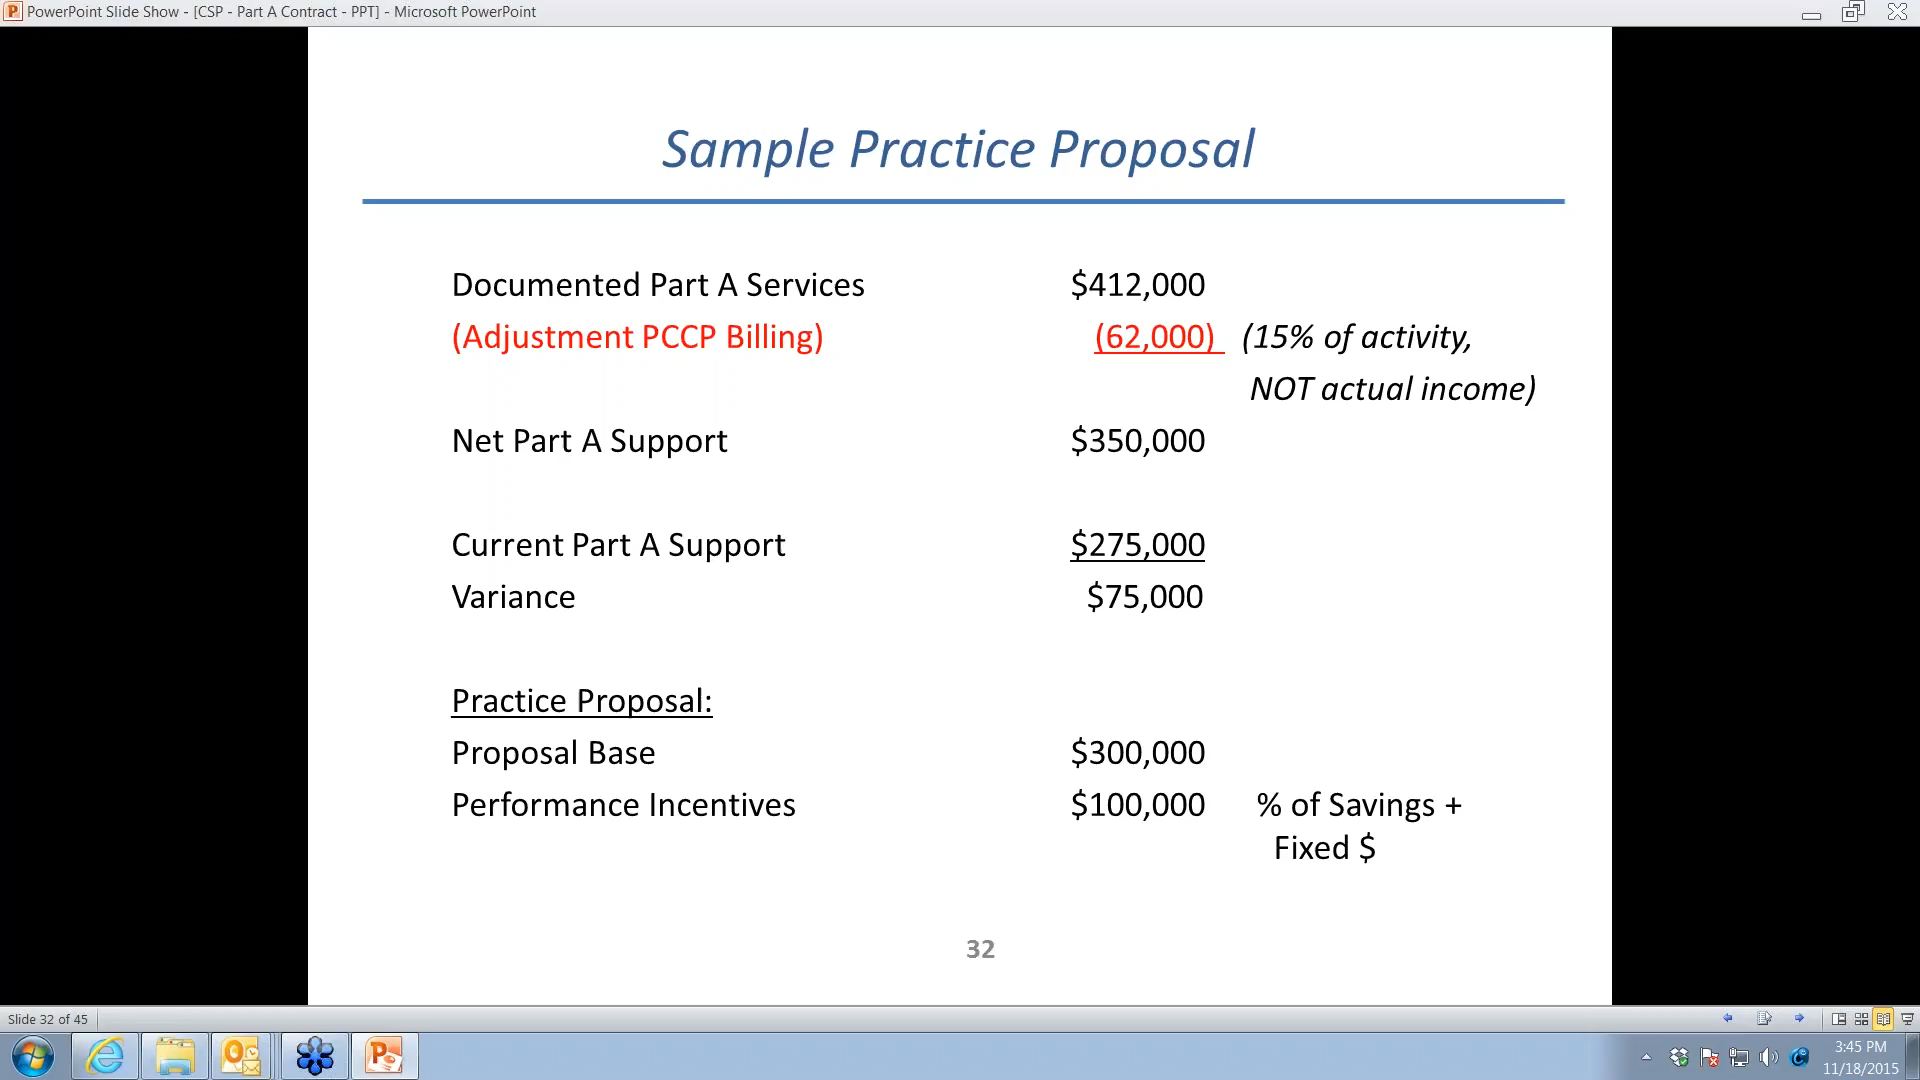 PowerPoint Slide Show - [CSP - Part A Contract - PPT] - Microsoft PowerPoint
Sample Practice Proposal
Documented Part A Services $412,000
(Adjustment PCCP Billing) (62,000) (15% of activity,
NOT actual income)
Net Part A Support $350,000
Current Part A Support $275,000
Variance $75,000
Practice Proposal:
Proposal Base $300,000
Performance Incentives $100,000 % of Savings +
Fixed $
32
Slide 32 of 45
3:45 PM
11/18/2015